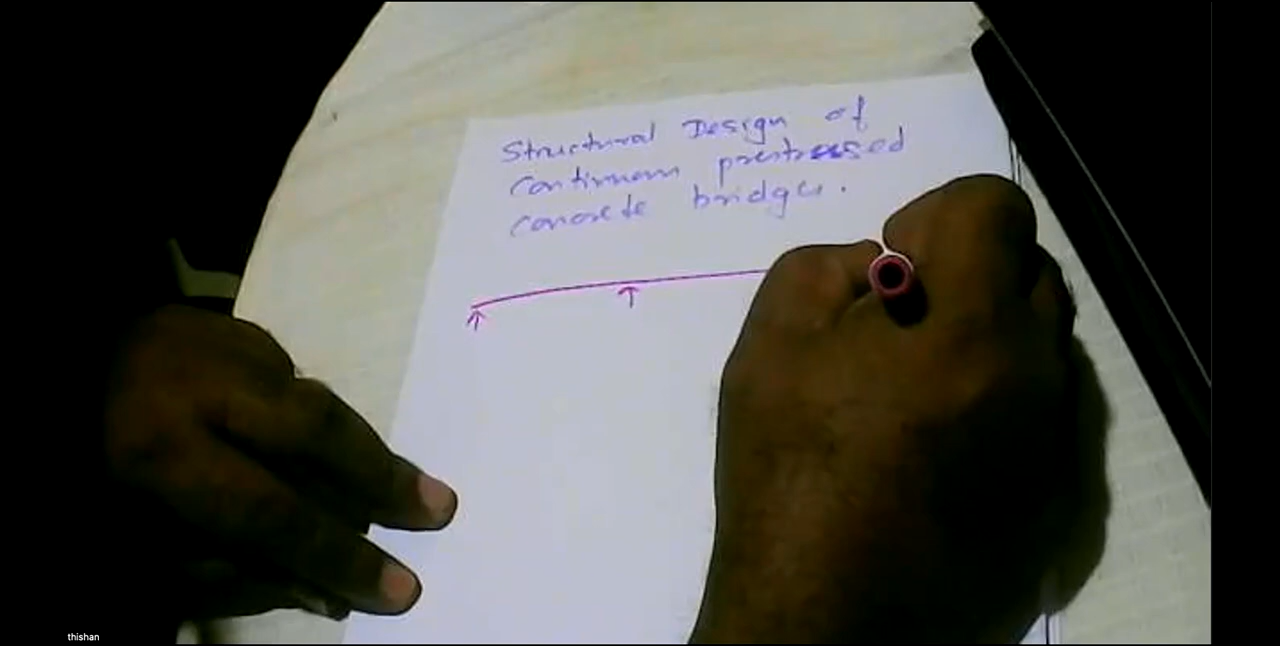 Structural Design of
Continuous prestressed
concrete bridges.
thishan